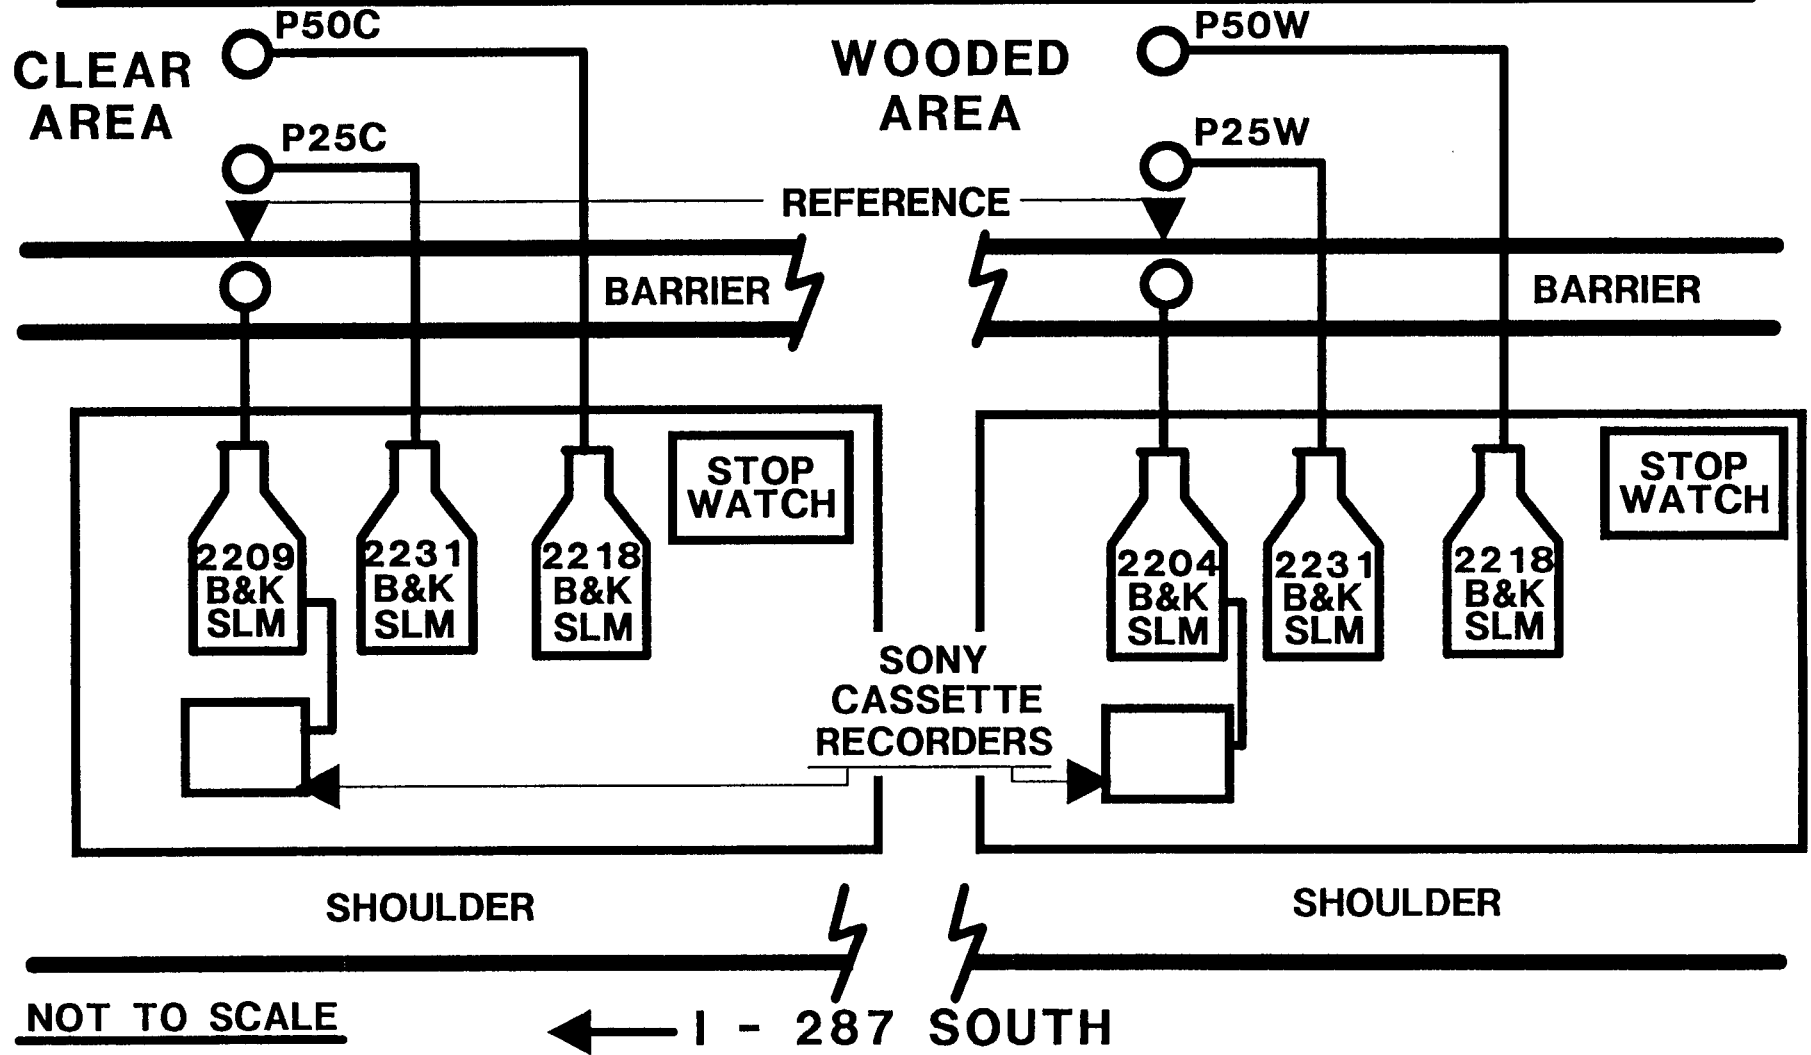 P50C
CLEAR
AREA
P25C
P50W
WOODED
AREA
P25W
REFERENCE
BARRIER
BARRIER
STOP
WATCH
2209
B&K
SLM
2231
B&K
SLM
2218
B&K
SLM
STOP
WATCH
2204
B&K
SLM
2231
B&K
SLM
2218
B&K
SLM
SONY
CASSETTE
RECORDERS
SHOULDER
SHOULDER
NOT TO SCALE
I - 287 SOUTH